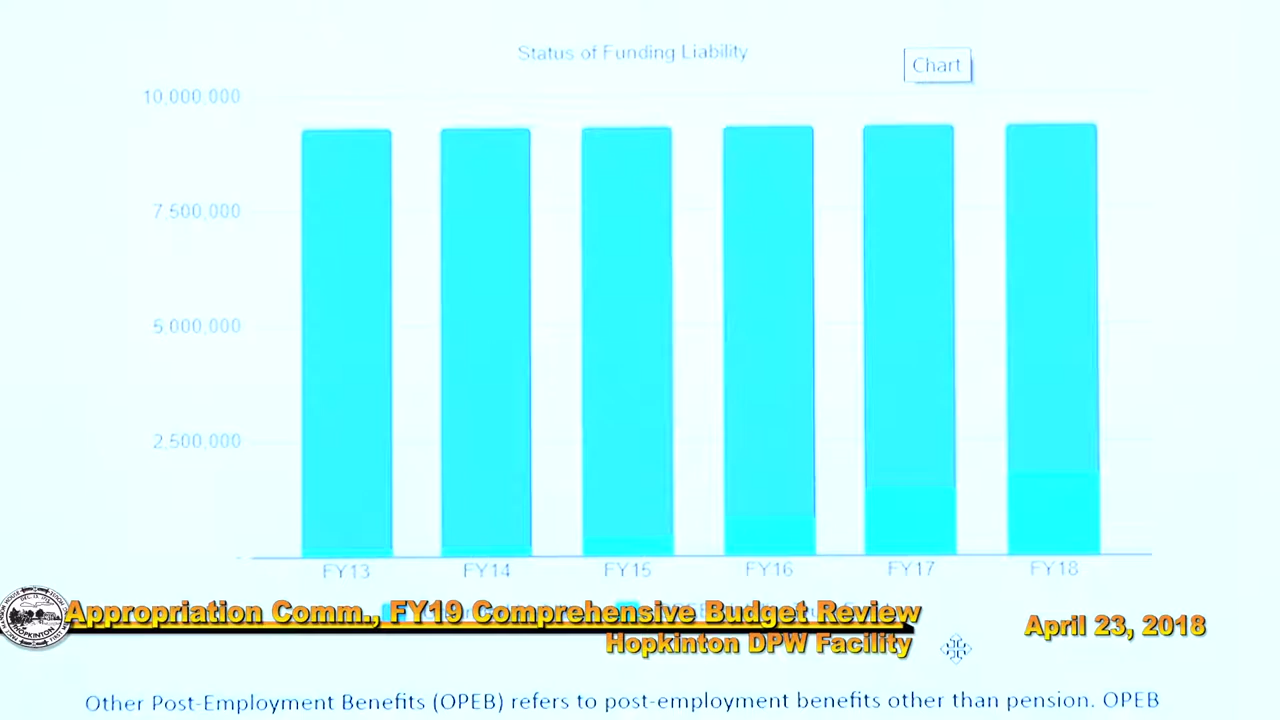 Status of Funding Liability
Chart
10,000,000
7,500,000
5,000,000
2,500,000
FY13 FY14 FY15 FY16 FY17 FY18
Appropriation Comm., FY19 Comprehensive Budget Review
Hopkinton DPW Facility
April 23, 2018
HOPKINTON
Other Post-Employment Benefits (OPEB) refers to post-employment benefits other than pension. OPEB